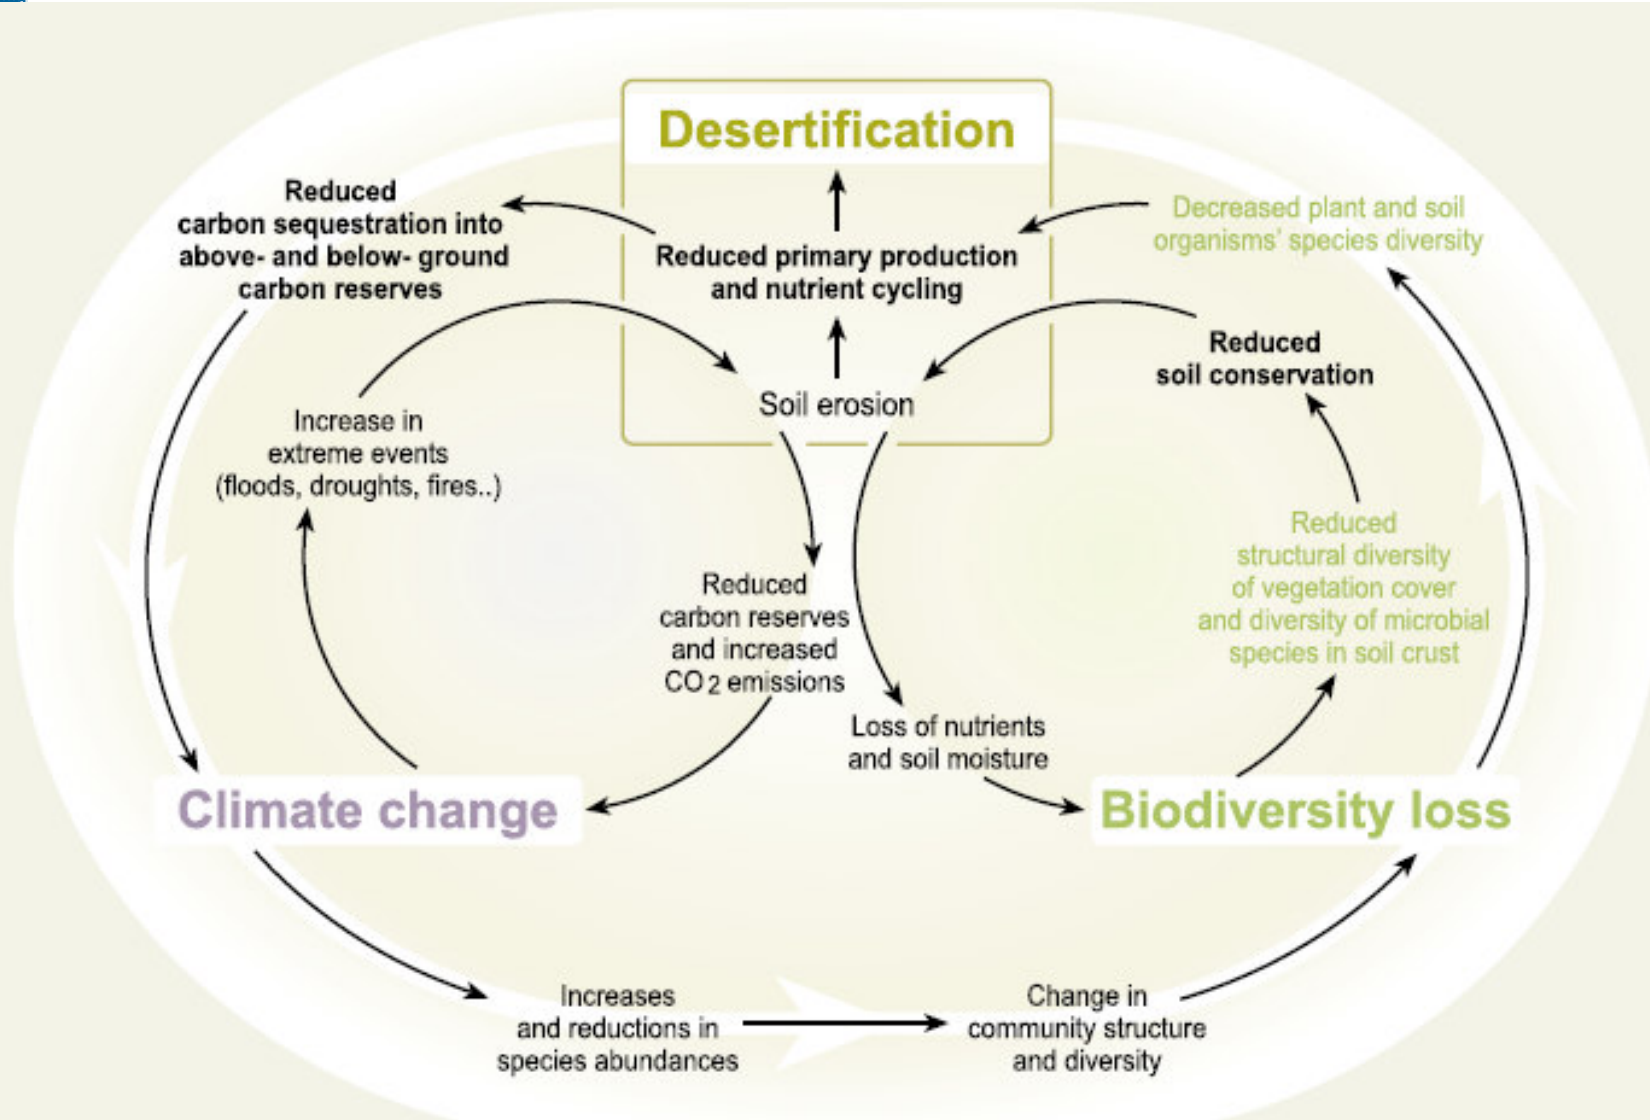 Desertification
Reduced
carbon sequestration into
above- and below- ground
carbon reserves
Reduced primary production
and nutrient cycling
Decreased plant and soil
organisms' species diversity
Reduced
soil conservation
Soil erosion
Increase in
extreme events
(floods, droughts, fires..)
Reduced
structural diversity
of vegetation cover
and diversity of microbial
species in soil crust
Reduced
carbon reserves
and increased
CO2 emissions
Loss of nutrients
and soil moisture
Climate change
Biodiversity loss
Increases
and reductions in
species abundances
Change in
community structure
and diversity